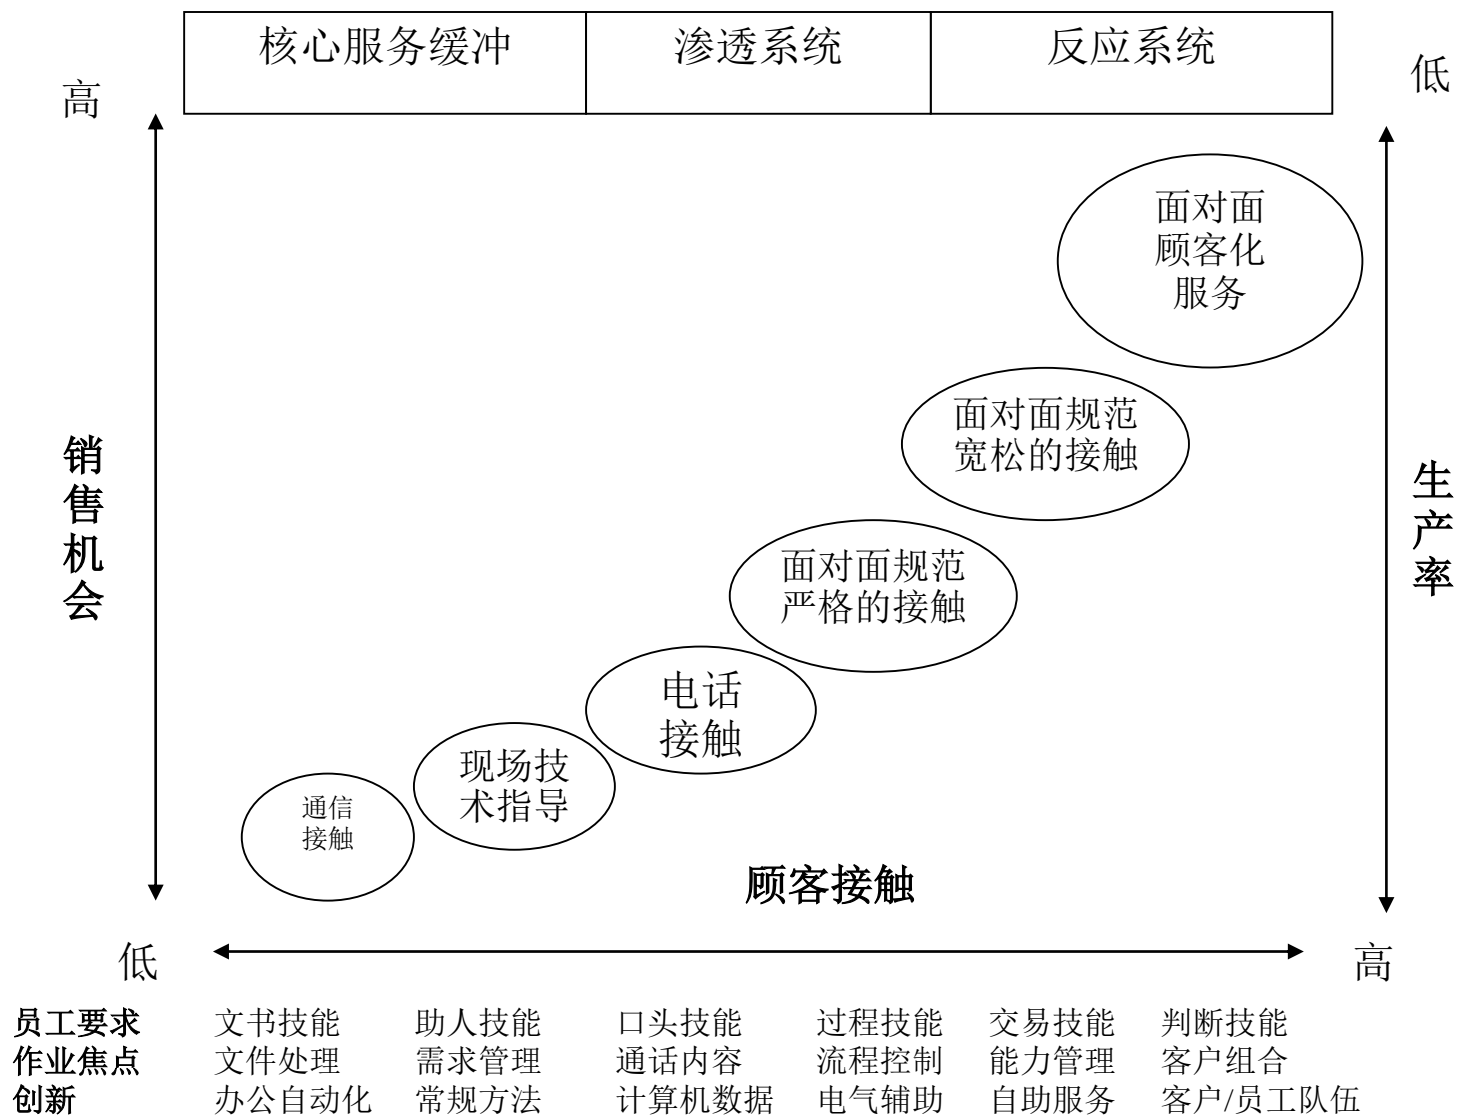 核心服务缓冲 渗透系统 反应系统
高 低
面对面
顾客化
服务
面对面规范
宽松的接触
销售机会
生产率
面对面规范
严格的接触
电话
接触
现场技
术指导
通信
接触
顾客接触
低 高
员工要求 文书技能 助人技能 口头技能 过程技能 交易技能 判断技能
作业焦点 文件处理 需求管理 通话内容 流程控制 能力管理 客户组合
创新 办公自动化 常规方法 计算机数据 电气辅助 自助服务 客户/员工队伍